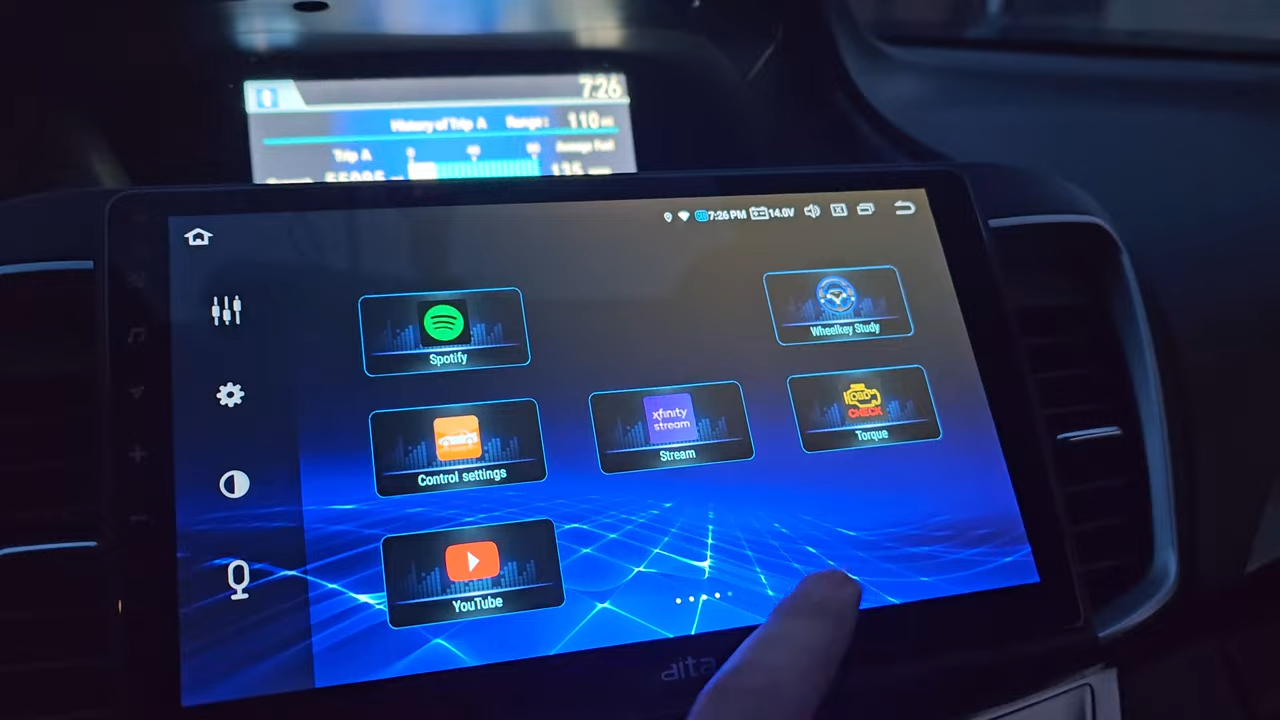 7:26
History of Trip A Range: 110
Trip A
7:26 PM 14.0V
Spotify
Wheelkey Study
Control settings
xfinity
stream
Stream
OBD
CHECK
Torque
YouTube